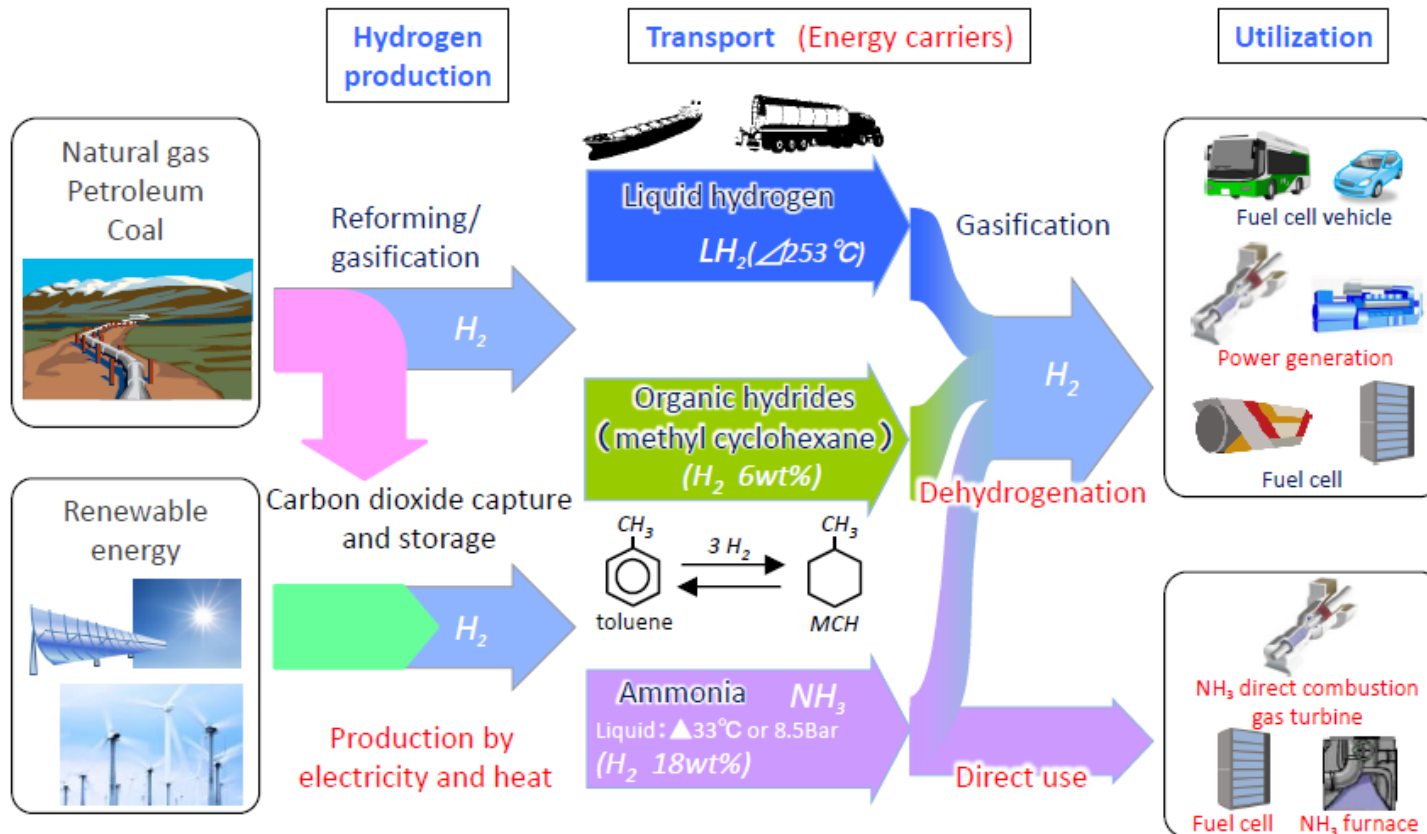 Hydrogen
production
Transport (Energy carriers)
Utilization
Natural gas
Petroleum
Coal
Reforming/
gasification
H₂
Carbon dioxide capture
and storage
Renewable
energy
H₂
Production by
electricity and heat
Liquid hydrogen
LH₂(⊿253℃)
Organic hydrides
(methyl cyclohexane)
(H₂ 6wt%)
CH₃
3 H₂
CH₃
toluene
MCH
Ammonia NH₃
Liquid:▲33℃ or 8.5Bar
(H₂ 18wt%)
Gasification
H₂
Dehydrogenation
Direct use
Fuel cell vehicle
Power generation
Fuel cell
NH₃ direct combustion
gas turbine
Fuel cell
NH₃ furnace